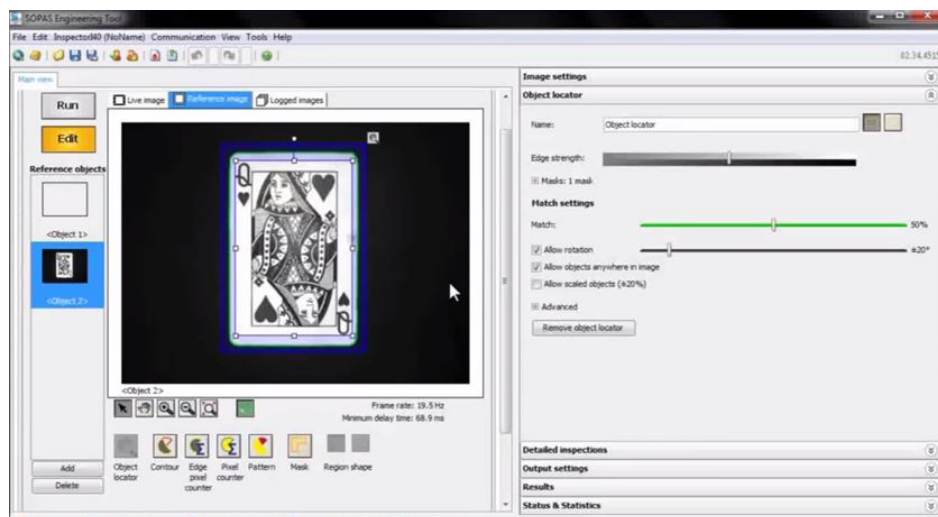 SOPAS Engineering Tool
File Edit InspectorI40 (NoName) Communication View Tools Help
02.34.4515
Main view
Run
Edit
Reference objects
<Object 1>
<Object 2>
Add
Delete
Live image
Reference image
Logged images
Q
Q
<Object 2>
Frame rate: 19.5 Hz
Minimum delay time: 68.9 ms
Object locator
Contour
Edge pixel counter
Pixel counter
Pattern
Mask
Region shape
Image settings
Object locator
Name: Object locator
Edge strength:
Masks: 1 mask
Match settings
Match: 50%
Allow rotation ±20°
Allow objects anywhere in image
Allow scaled objects (±20%)
Advanced
Remove object locator
Detailed inspections
Output settings
Results
Status & Statistics